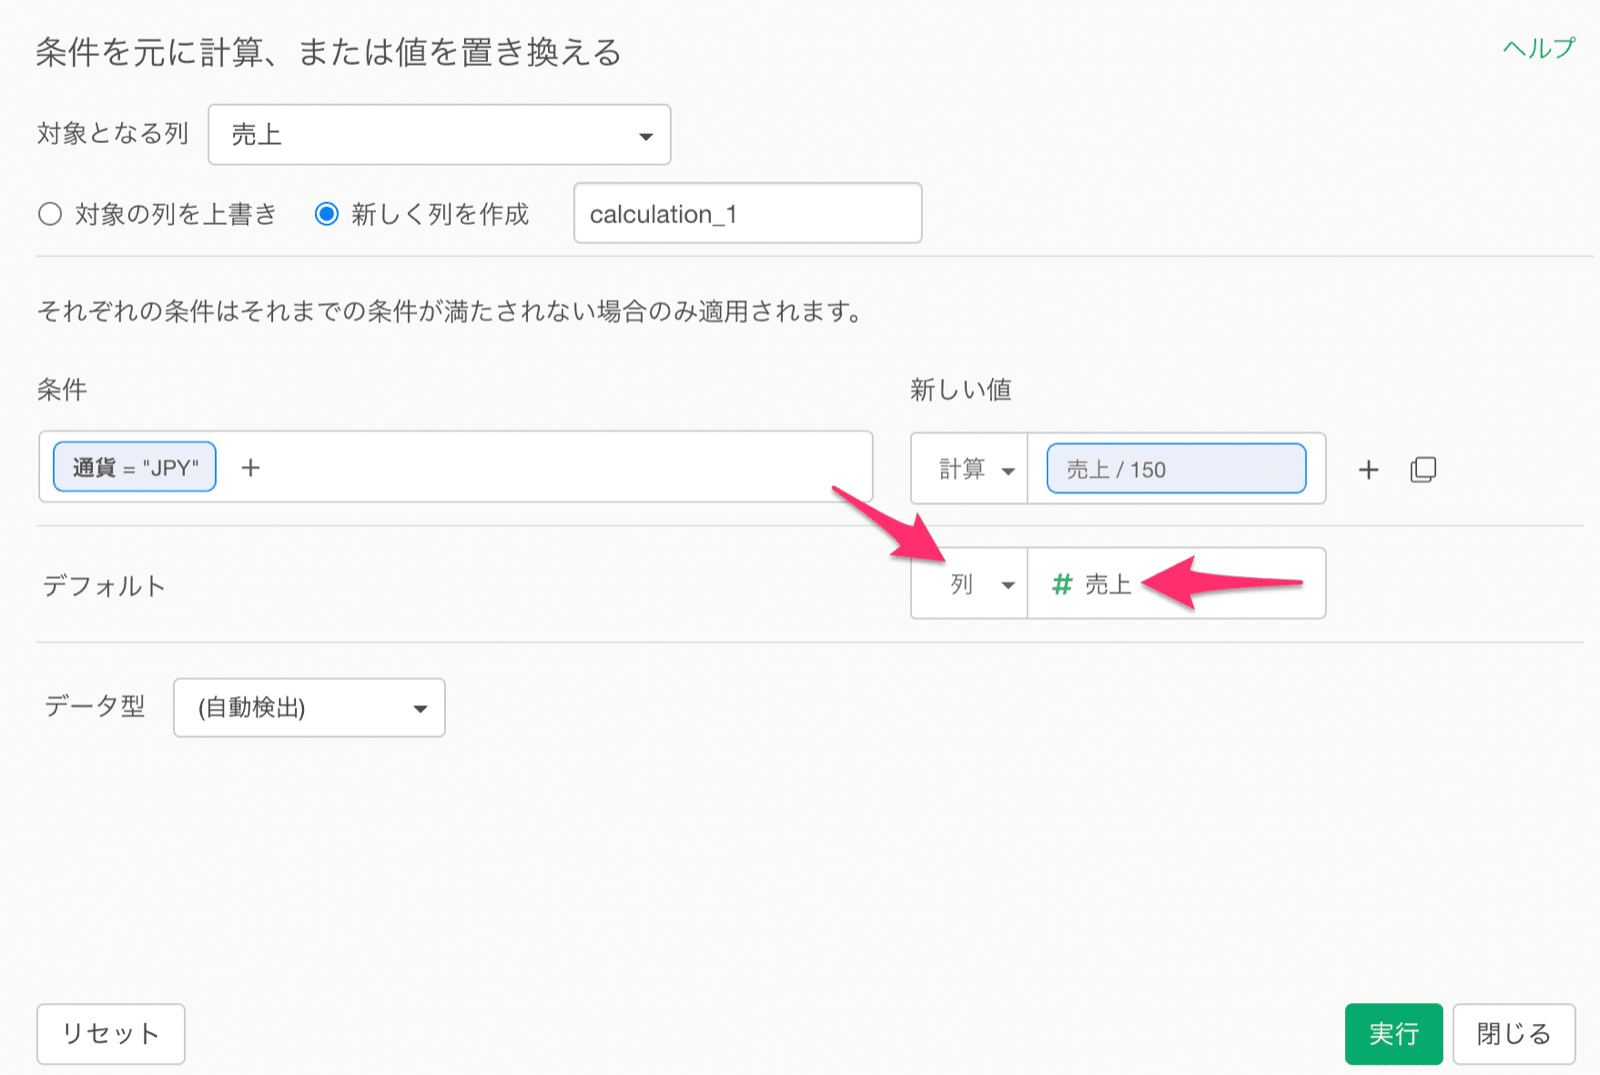 条件を元に計算、または値を置き換える
ヘルプ
対象となる列 売上
対象の列を上書き 新しく列を作成 calculation_1
それぞれの条件はそれまでの条件が満たされない場合のみ適用されます。
条件 新しい値
通貨 = "JPY" + 計算 売上 / 150 +
デフォルト 列 # 売上
データ型 (自動検出)
リセット 実行 閉じる